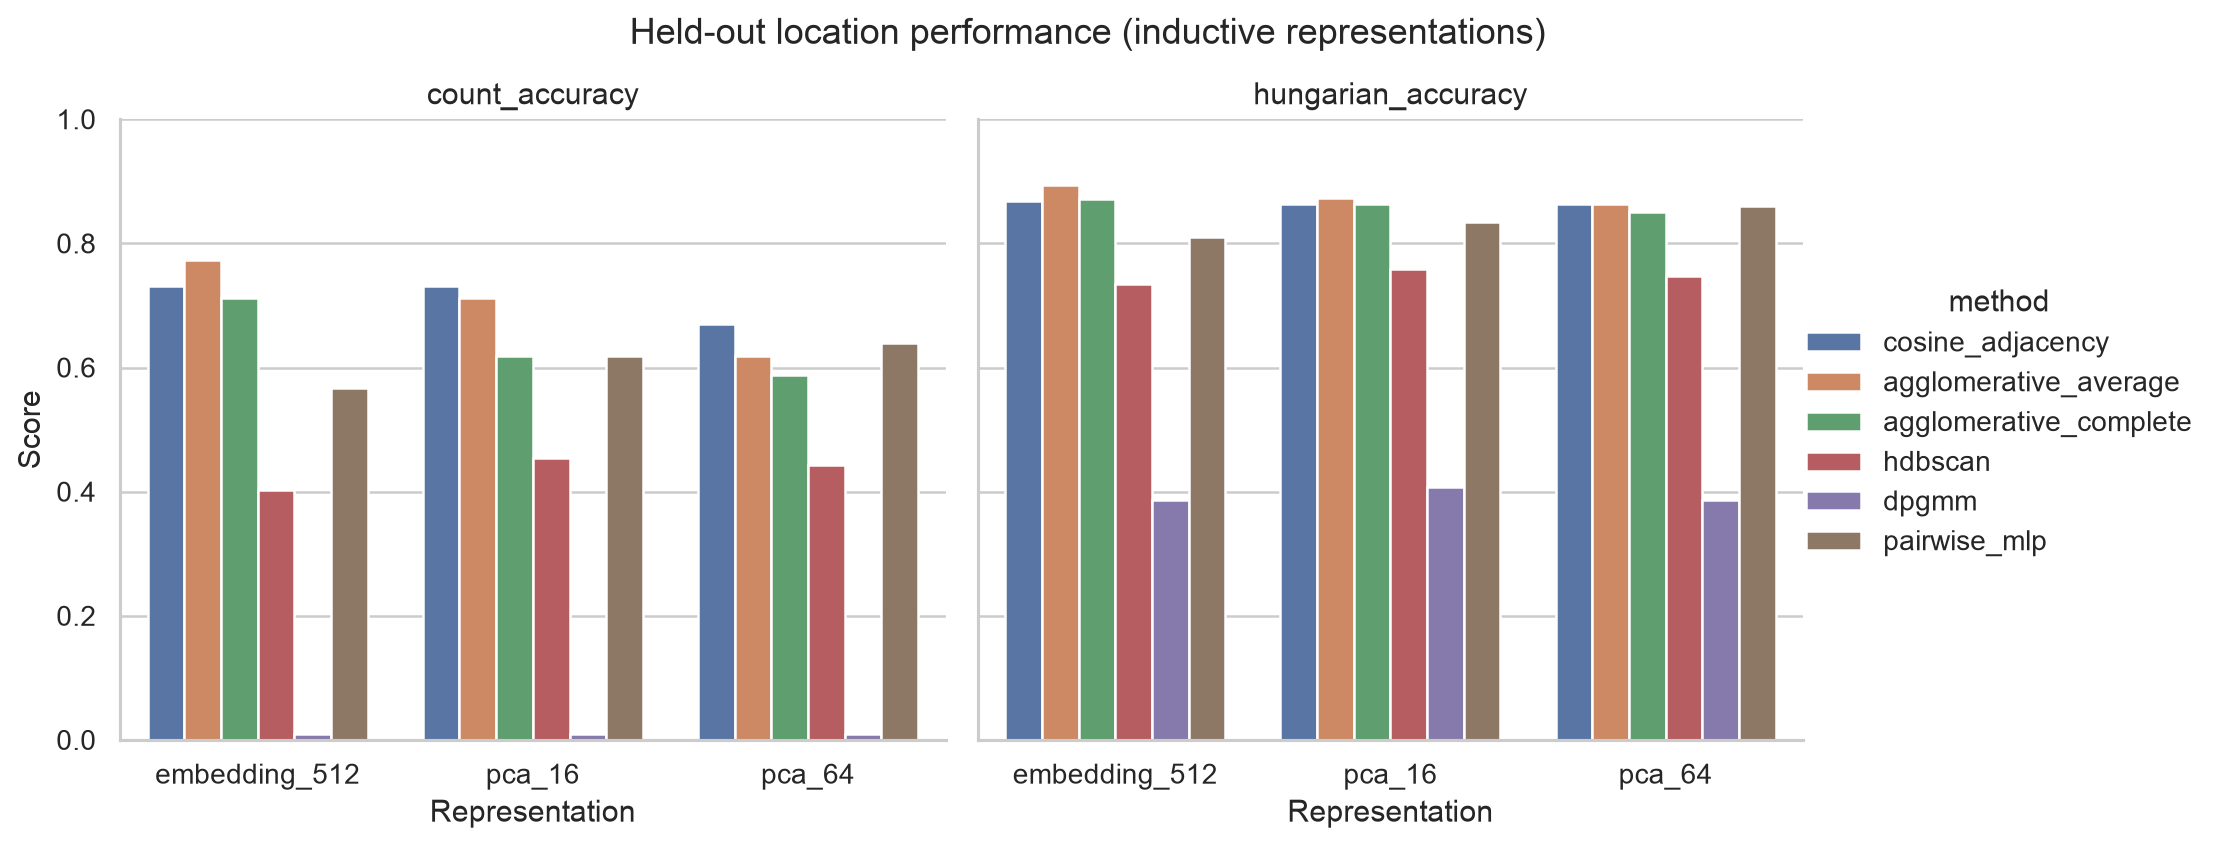 Held-out location performance (inductive representations)
count_accuracy
hungarian_accuracy
1.0
0.8
0.6
0.4
0.2
0.0
Score
embedding_512
pca_16
pca_64
Representation
embedding_512
pca_16
pca_64
Representation
method
cosine_adjacency
agglomerative_average
agglomerative_complete
hdbscan
dpgmm
pairwise_mlp